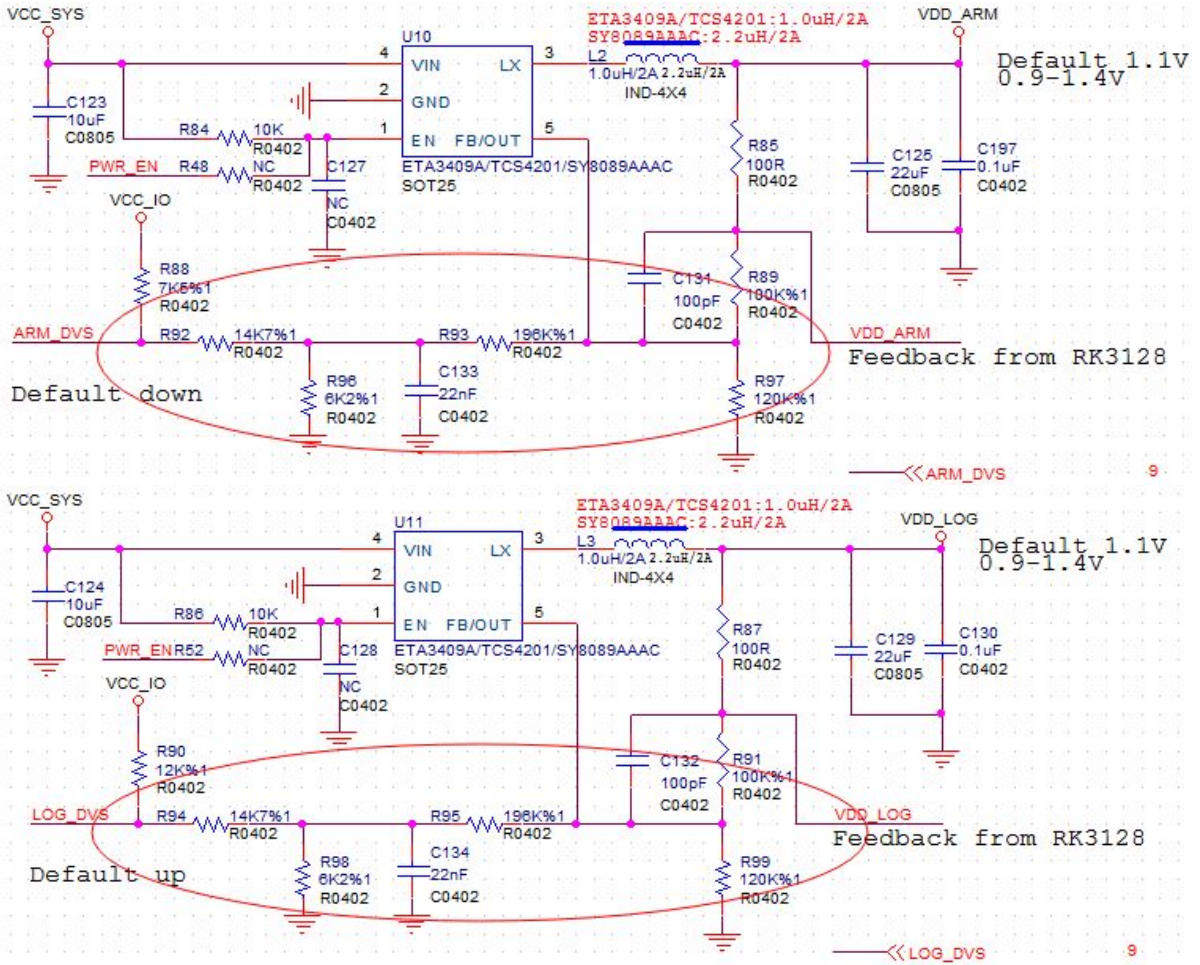 VCC_SYS
ETA3409A/TCS4201:1.0uH/2A
SY8089AAAC:2.2uH/2A
VDD_ARM
U10
4
VIN
LX
3
L2
1.0uH/2A 2.2uH/2A
IND-4X4
Default 1.1V
0.9-1.4V
C123
10uF
C0805
2
GND
R84
10K
R0402
1
EN
FB/OUT
5
PWR_EN
R48
NC
R0402
C127
NC
C0402
ETA3409A/TCS4201/SY8089AAAC
SOT25
R85
100R
R0402
C125
22uF
C0805
C197
0.1uF
C0402
VCC_IO
R88
7K5%1
R0402
C131
100pF
C0402
R89
100K%1
R0402
ARM_DVS
R92
14K7%1
R0402
R93
196K%1
R0402
VDD_ARM
Feedback from RK3128
Default down
R96
6K2%1
R0402
C133
22nF
C0402
R97
120K%1
R0402
ARM_DVS
9
VCC_SYS
ETA3409A/TCS4201:1.0uH/2A
SY8089AAAC:2.2uH/2A
VDD_LOG
U11
4
VIN
LX
3
L3
1.0uH/2A 2.2uH/2A
IND-4X4
Default 1.1V
0.9-1.4V
C124
10uF
C0805
2
GND
R86
10K
R0402
1
EN
FB/OUT
5
PWR_EN
R52
NC
R0402
C128
NC
C0402
ETA3409A/TCS4201/SY8089AAAC
SOT25
R87
100R
R0402
C129
22uF
C0805
C130
0.1uF
C0402
VCC_IO
R90
12K%1
R0402
C132
100pF
C0402
R91
100K%1
R0402
LOG_DVS
R94
14K7%1
R0402
R95
196K%1
R0402
VDD_LOG
Feedback from RK3128
Default up
R98
6K2%1
R0402
C134
22nF
C0402
R99
120K%1
R0402
LOG_DVS
9